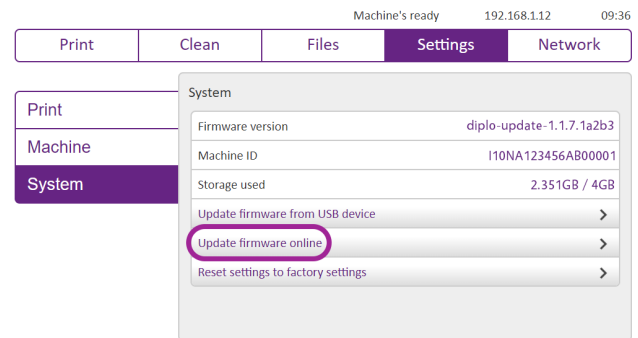 Machine's ready 192.168.1.12 09:36
Print Clean Files Settings Network
System
Print
Machine
System
Firmware version diplo-update-1.1.7.1a2b3
Machine ID I10NA123456AB00001
Storage used 2.351GB / 4GB
Update firmware from USB device
Update firmware online
Reset settings to factory settings